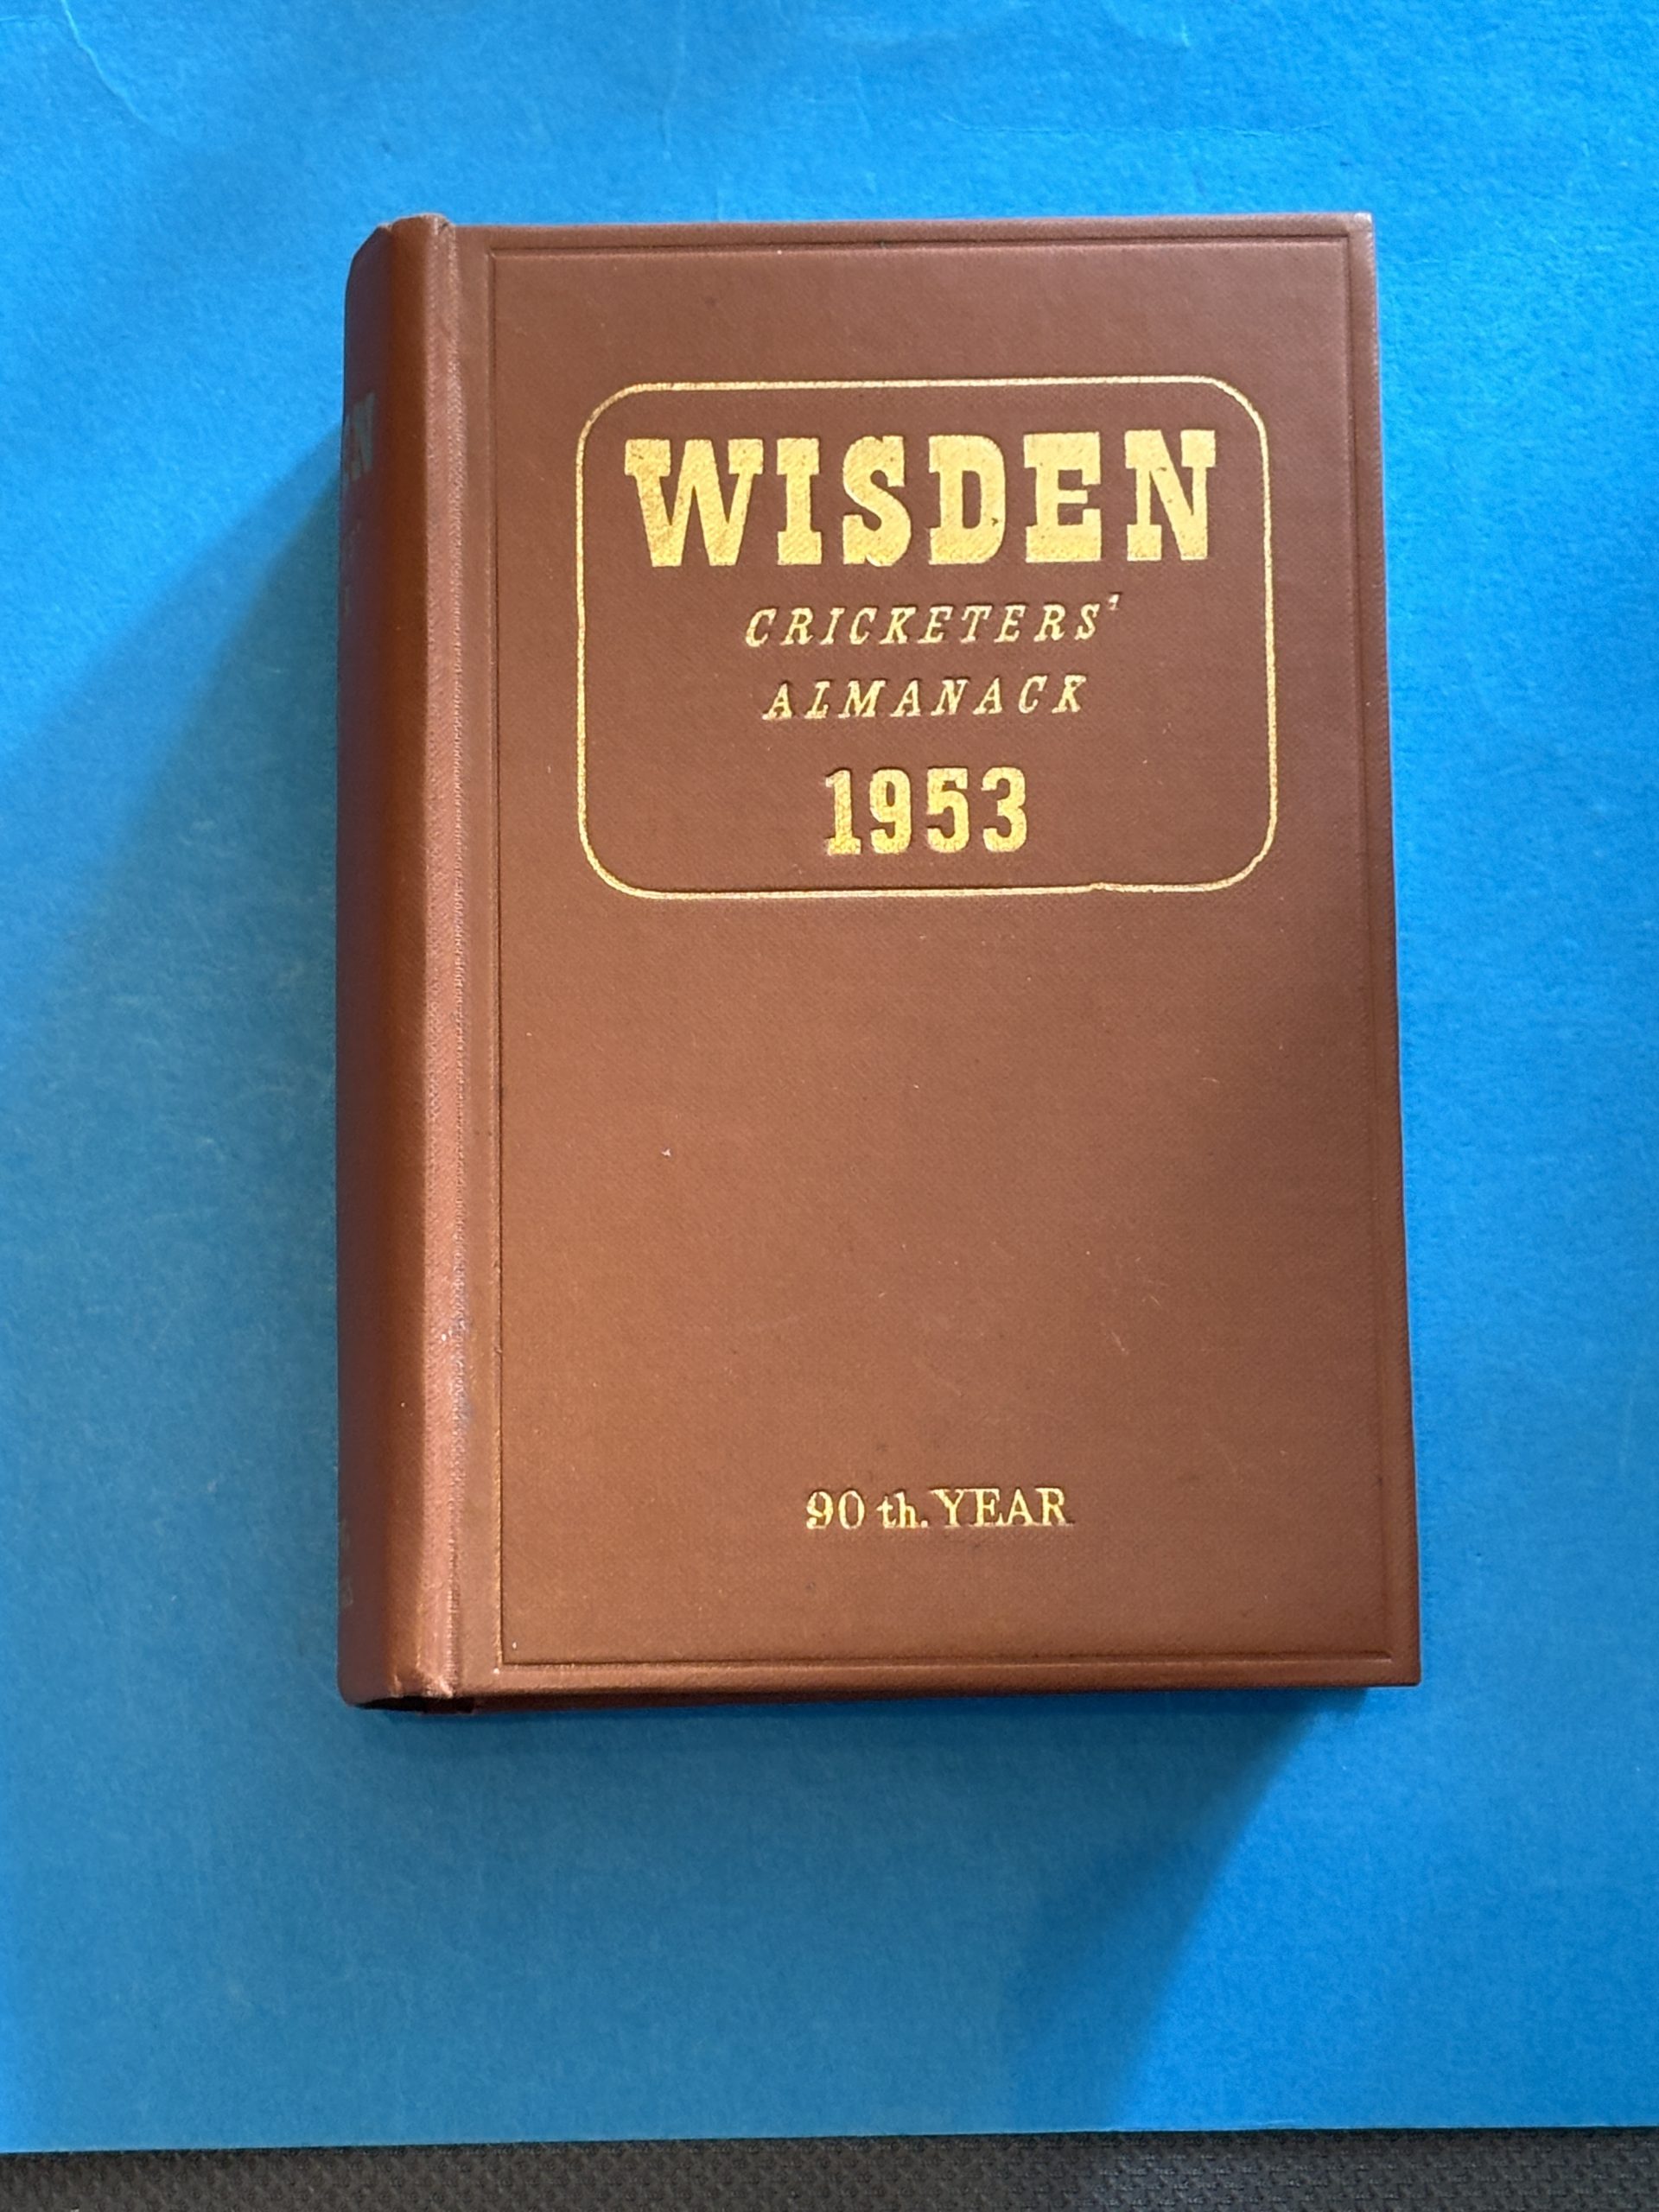 WISDEN
CRICKETERS'
ALMANACK
1953
90 th. YEAR